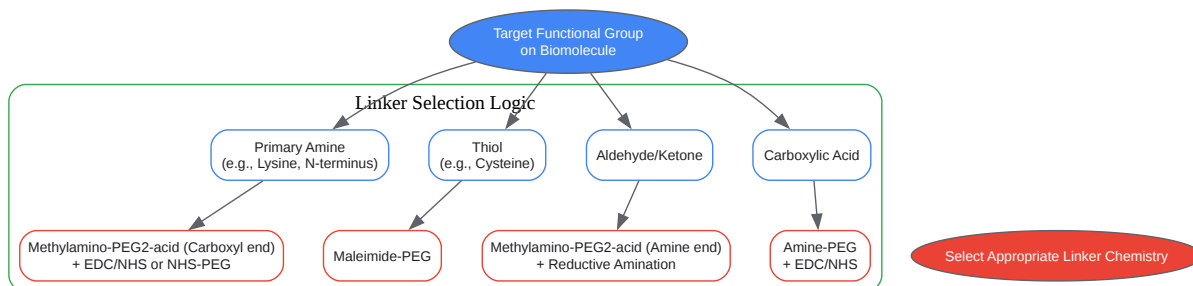 Target Functional Group
on Biomolecule
Linker Selection Logic
Primary Amine
(e.g., Lysine, N-terminus)
Thiol
(e.g., Cysteine)
Aldehyde/Ketone
Carboxylic Acid
Methylamino-PEG2-acid (Carboxyl end)
+ EDC/NHS or NHS-PEG
Maleimide-PEG
Methylamino-PEG2-acid (Amine end)
+ Reductive Amination
Amine-PEG
+ EDC/NHS
Select Appropriate Linker Chemistry